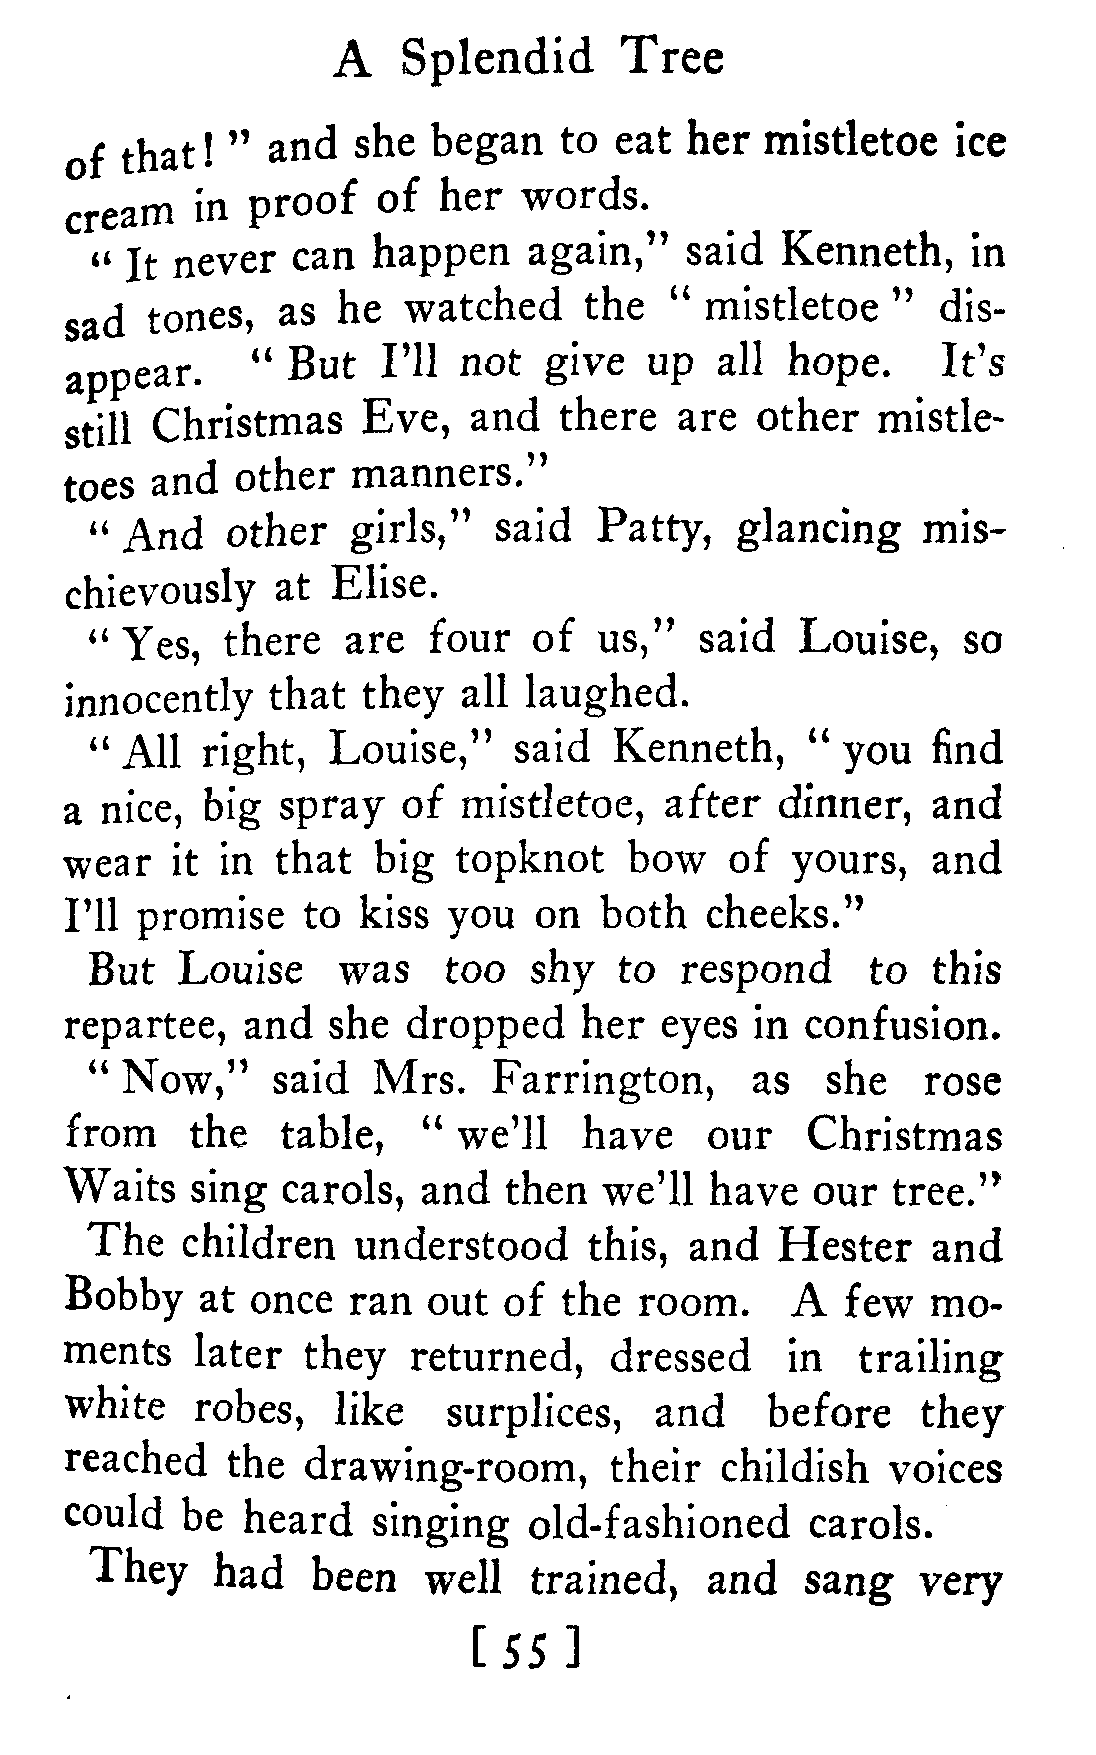 A Splendid Tree
of that! " and she began to eat her mistletoe ice
cream in proof of her words.
" It never can happen again," said Kenneth, in
sad tones, as he watched the " mistletoe " dis-
appear. " But I'll not give up all hope. It's
still Christmas Eve, and there are other mistle-
toes and other manners."
" And other girls," said Patty, glancing mis-
chievously at Elise.
" Yes, there are four of us," said Louise, so
innocently that they all laughed.
" All right, Louise," said Kenneth, " you find
a nice, big spray of mistletoe, after dinner, and
wear it in that big topknot bow of yours, and
I'll promise to kiss you on both cheeks."
But Louise was too shy to respond to this
repartee, and she dropped her eyes in confusion.
" Now," said Mrs. Farrington, as she rose
from the table, " we'll have our Christmas
Waits sing carols, and then we'll have our tree."
The children understood this, and Hester and
Bobby at once ran out of the room. A few mo-
ments later they returned, dressed in trailing
white robes, like surplices, and before they
reached the drawing-room, their childish voices
could be heard singing old-fashioned carols.
They had been well trained, and sang very
[ 55 ]